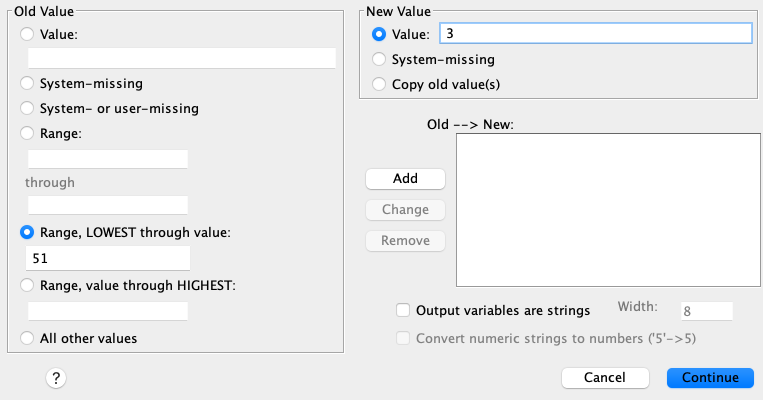 Old Value
Value:
System-missing
System- or user-missing
Range:
through
Range, LOWEST through value:
51
Range, value through HIGHEST:
All other values
New Value
Value: 3
System-missing
Copy old value(s)
Old --> New:
Add
Change
Remove
Output variables are strings Width: 8
Convert numeric strings to numbers ('5'->5)
? Cancel Continue